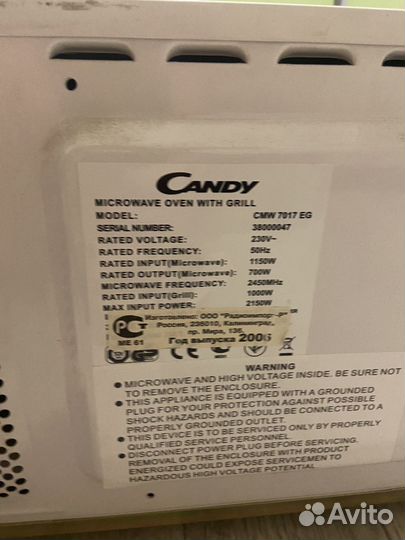 CANDY
MICROWAVE OVEN WITH GRILL
MODEL: CMW 7017 EG
SERIAL NUMBER: 38000047
RATED VOLTAGE: 230V~
RATED FREQUENCY: 50Hz
RATED INPUT(Microwave): 1150W
RATED OUTPUT(Microwave): 700W
MICROWAVE FREQUENCY: 2450MHz
RATED INPUT(Grill): 1000W
MAX INPUT POWER: 2150W
Изготовлено: ООО "Радиоимпорт-Р"
Россия, 236010, Калининград,
пр. Мира, 136,
ME 61
Год выпуска 2006
WARNING
● MICROWAVE AND HIGH VOLTAGE INSIDE. BE SURE NOT
TO REMOVE THE ENCLOSURE.
● THIS APPLIANCE IS EQUIPPED WITH A GROUNDED
PLUG FOR YOUR PROTECTION AGAINST POSSIBLE
SHOCK HAZARDS AND SHOULD BE CONNECTED TO A
PROPERLY GROUNDED OUTLET.
● THIS DEVICE IS TO BE SERVICED ONLY BY PROPERLY
QUALIFIED SERVICE PERSONNEL.
● DISCONNECT POWER PLUG BEFORE SERVICING.
REMOVAL OF THE ENCLOSURE WITH PRODUCT
ENERGIZED COULD EXPOSE SERVICEMEN TO
HAZARDOUS HIGH VOLTAGE POTENTIAL
Avito